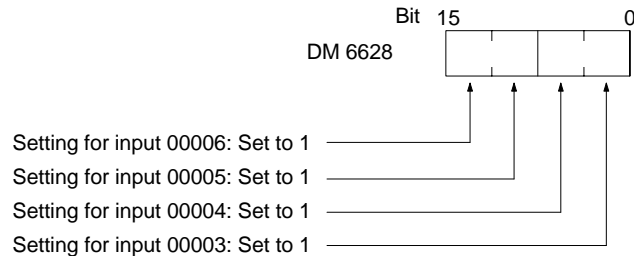 Bit 15 0
DM 6628
Setting for input 00006: Set to 1
Setting for input 00005: Set to 1
Setting for input 00004: Set to 1
Setting for input 00003: Set to 1